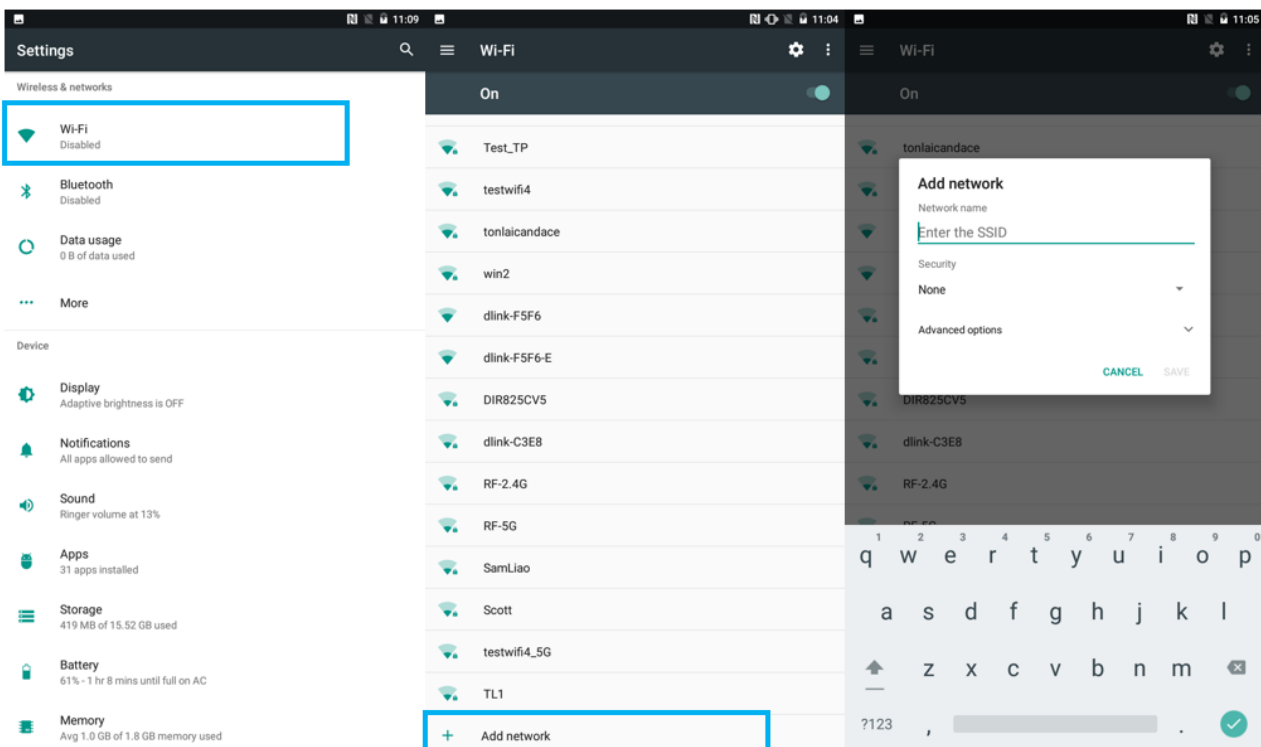 11:09
Settings
Wireless & networks
Wi-Fi
Disabled
Bluetooth
Disabled
Data usage
0 B of data used
More
Device
Display
Adaptive brightness is OFF
Notifications
All apps allowed to send
Sound
Ringer volume at 13%
Apps
31 apps installed
Storage
419 MB of 15.52 GB used
Battery
61% - 1 hr 8 mins until full on AC
Memory
Avg 1.0 GB of 1.8 GB memory used
11:04
Wi-Fi
On
Test_TP
testwifi4
tonlaicandace
win2
dlink-F5F6
dlink-F5F6-E
DIR825CV5
dlink-C3E8
RF-2.4G
RF-5G
SamLiao
Scott
testwifi4_5G
TL1
+ Add network
11:05
Wi-Fi
On
tonlaicandace
Add network
Network name
Enter the SSID
Security
None
Advanced options
CANCEL SAVE
DIR825CV5
dlink-C3E8
RF-2.4G
RF-5G
1 2 3 4 5 6 7 8 9 0
q w e r t y u i o p
a s d f g h j k l
z x c v b n m
?123 , .